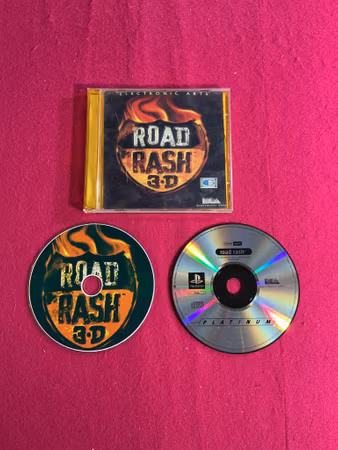 ELECTRONIC ARTS
ROAD
RASH
3·D
ROAD
RASH
3·D
road rash
PLATINUM